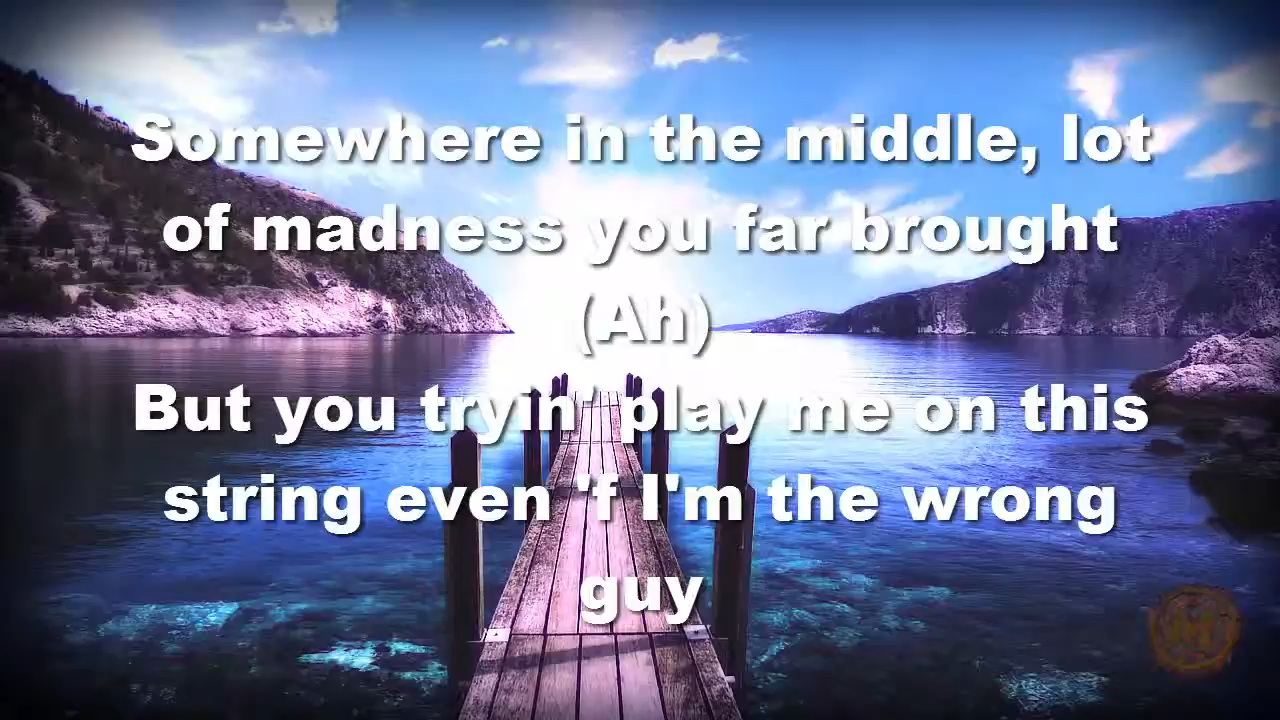 Somewhere in the middle, lot
of madness you far brought
(Ah)
But you tryin' play me on this
string even 'f I'm the wrong
guy